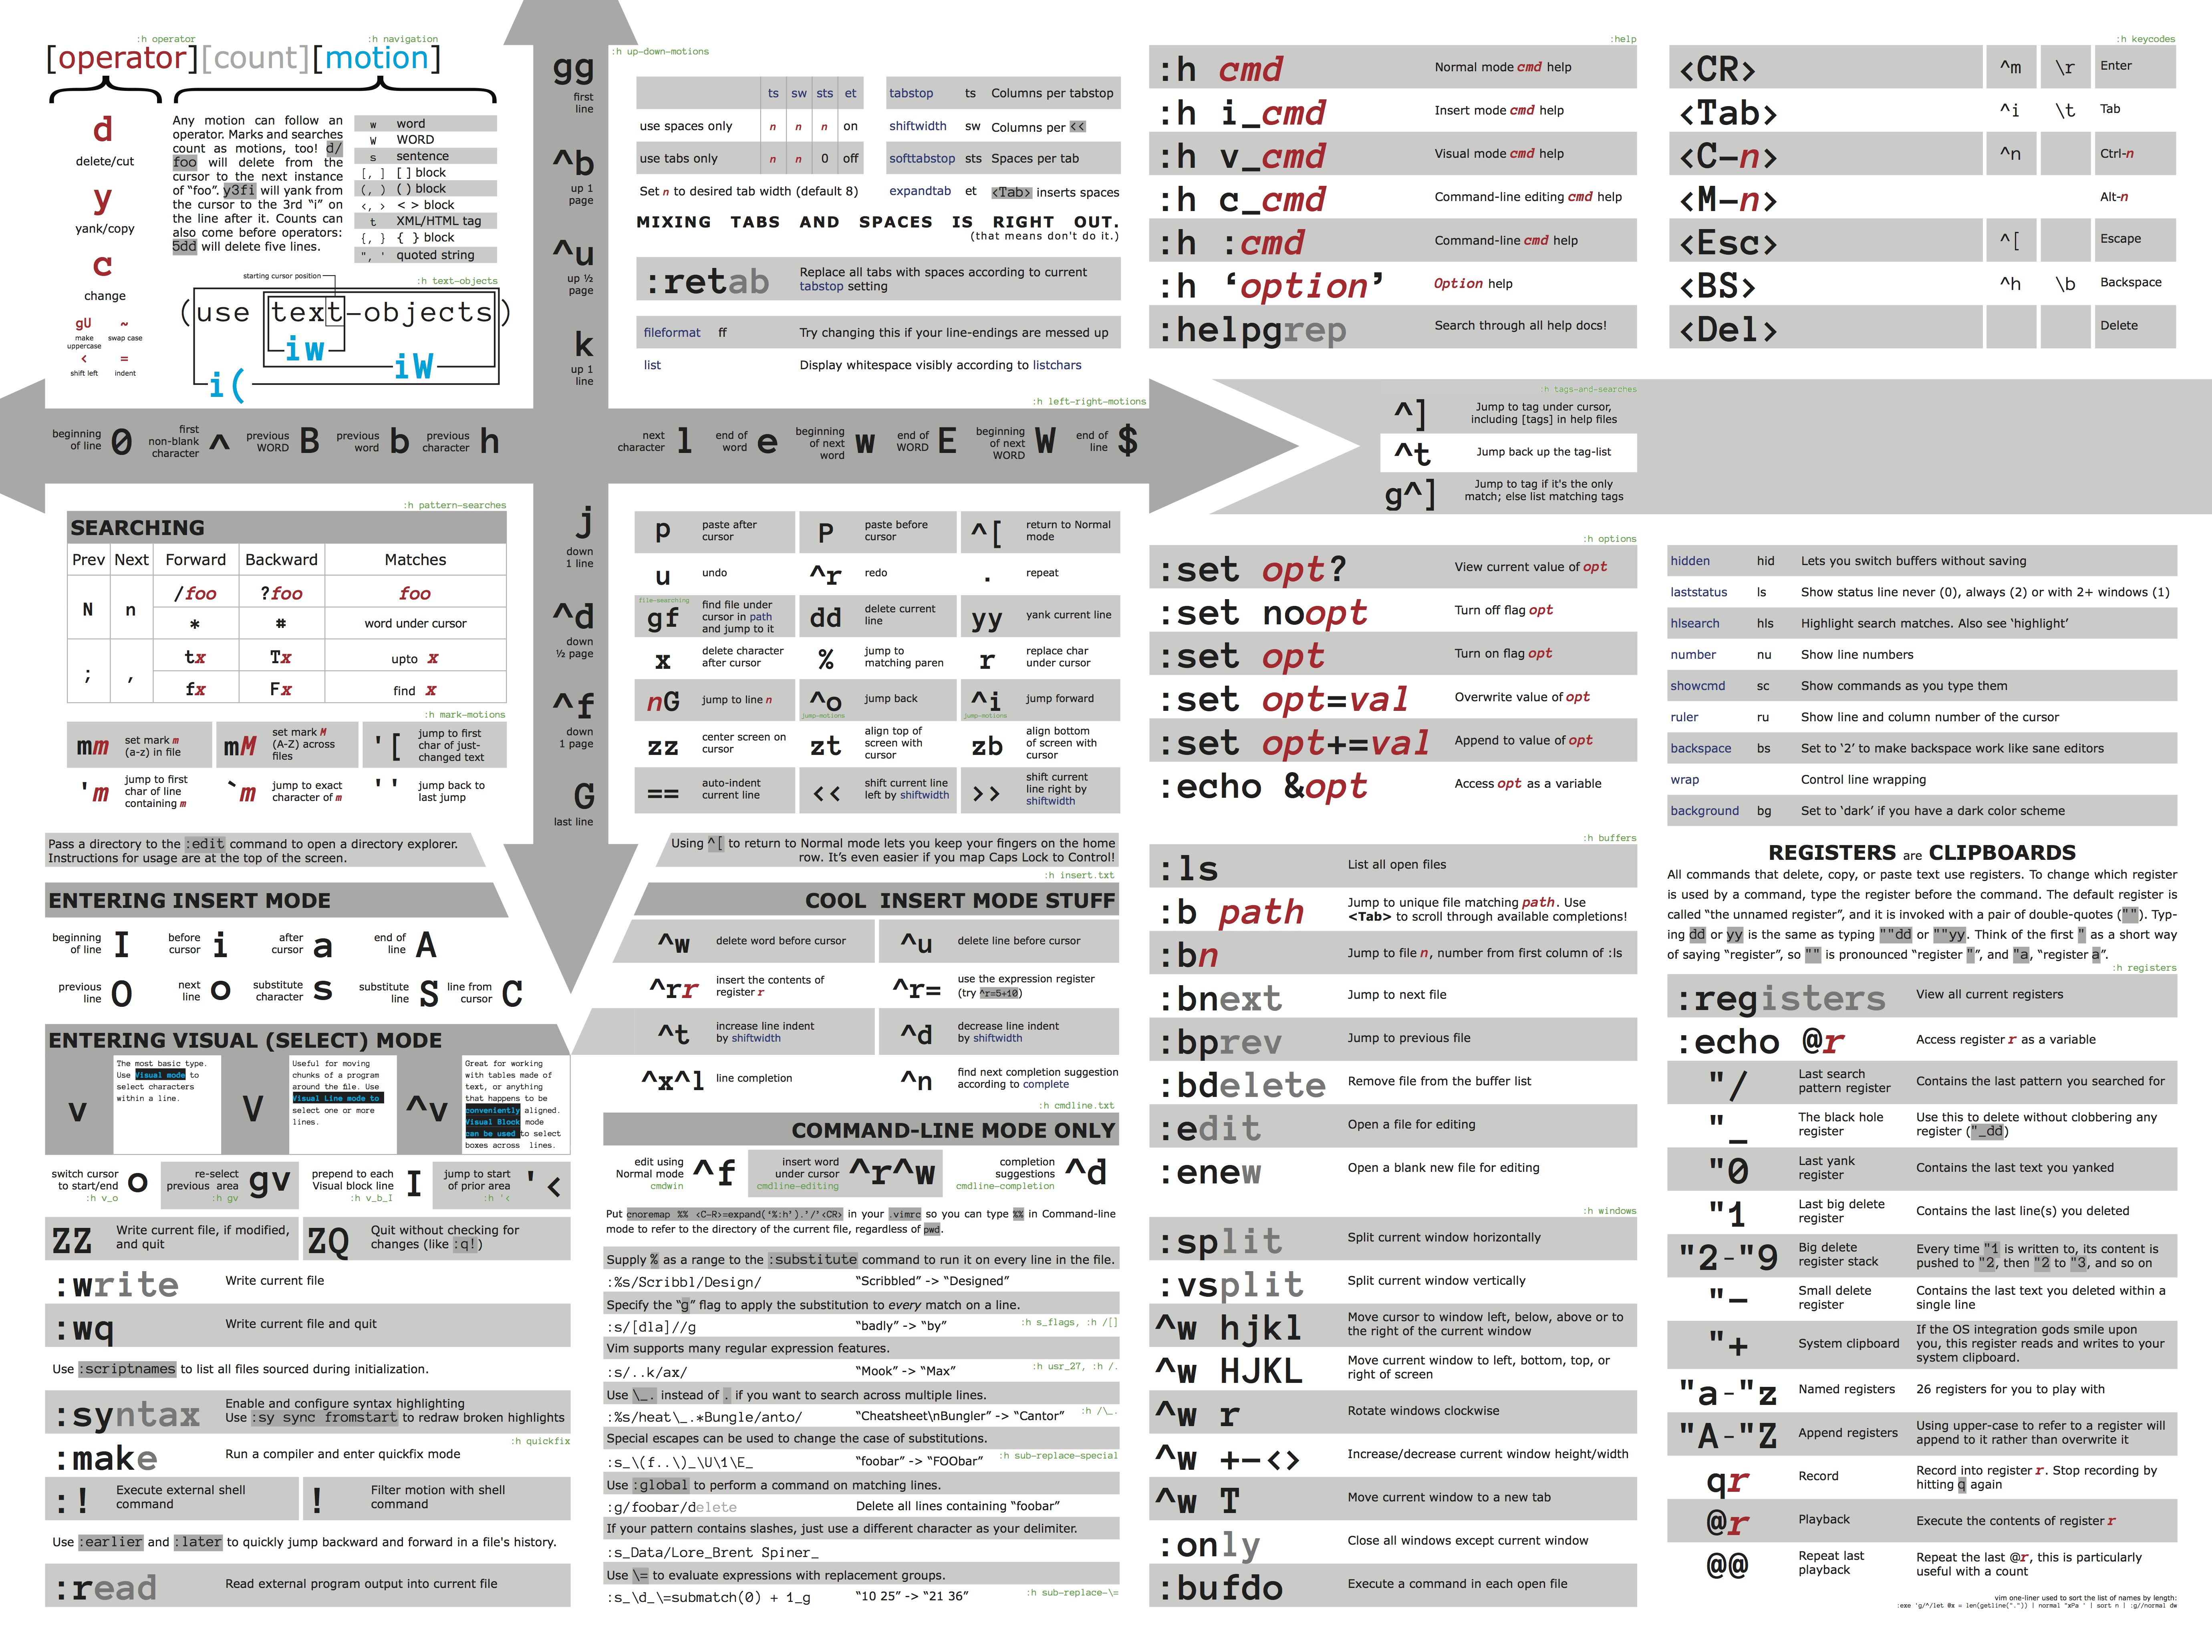 :h operator
:h navigation
[operator][count][motion]
d
delete/cut
y
yank/copy
c
change
gU
make
uppercase
~
swap case
<
shift left
=
indent
Any motion can follow an
operator. Marks and searches
count as motions, too! d/
foo will delete from the
cursor to the next instance
of “foo”. y3fi will yank from
the cursor to the 3rd “i” on
the line after it. Counts can
also come before operators:
5dd will delete five lines.
w word
W WORD
s sentence
[, ] [ ] block
(, ) ( ) block
<, > < > block
t XML/HTML tag
{, } { } block
", ' quoted string
:h text-objects
starting cursor position
(use text-objects)
iw
iW
i(
gg
first
line
^b
up 1
page
^u
up ½
page
k
up 1
line
:h up-down-motions
ts sw sts et
use spaces only n n n on
use tabs only n n 0 off
Set n to desired tab width (default 8)
tabstop ts Columns per tabstop
shiftwidth sw Columns per <<
softtabstop sts Spaces per tab
expandtab et <Tab> inserts spaces
MIXING TABS AND SPACES IS RIGHT OUT.
(that means don't do it.)
:retab Replace all tabs with spaces according to current
tabstop setting
fileformat ff Try changing this if your line-endings are messed up
list Display whitespace visibly according to listchars
:h left-right-motions
beginning
of line 0
first
non-blank
character ^
previous
WORD B
previous
word b
previous
character h
next
character l
end of
word e
beginning
of next
word w
end of
WORD E
beginning
of next
WORD W
end of
line $
:h pattern-searches
SEARCHING
Prev Next Forward Backward Matches
N n /foo ?foo foo
* # word under cursor
; , tx Tx upto x
fx Fx find x
:h mark-motions
mm set mark m
(a-z) in file
mM set mark M
(A-Z) across
files
'[ jump to first
char of just-
changed text
'm jump to first
char of line
containing m
`m jump to exact
character of m
'' jump back to
last jump
j
down
1 line
^d
down
½ page
^f
down
1 page
G
last line
p paste after
cursor
P paste before
cursor
^[ return to Normal
mode
u undo
^r redo
. repeat
file-searching
gf find file under
cursor in path
and jump to it
dd delete current
line
yy yank current line
x delete character
after cursor
% jump to
matching paren
r replace char
under cursor
nG jump to line n
^o jump back
jump-motions
^i jump forward
jump-motions
zz center screen on
cursor
zt align top of
screen with
cursor
zb align bottom
of screen with
cursor
== auto-indent
current line
<< shift current line
left by shiftwidth
>> shift current
line right by
shiftwidth
Pass a directory to the :edit command to open a directory explorer.
Instructions for usage are at the top of the screen.
Using ^[ to return to Normal mode lets you keep your fingers on the home
row. It’s even easier if you map Caps Lock to Control!
ENTERING INSERT MODE
beginning
of line I
before
cursor i
after
cursor a
end of
line A
previous
line O
next
line o
substitute
character s
substitute
line S
line from
cursor C
ENTERING VISUAL (SELECT) MODE
v
The most basic type.
Use Visual mode to
select characters
within a line.
V
Useful for moving
chunks of a program
around the file. Use
Visual Line mode to
select one or more
lines.
^v
Great for working
with tables made of
text, or anything
that happens to be
conveniently aligned.
Visual Block mode
can be used to select
boxes across lines.
switch cursor
to start/end o
:h v_o
re-select
previous area gv
:h gv
prepend to each
Visual block line I
:h v_b_I
jump to start
of prior area '<
:h '<
ZZ Write current file, if modified,
and quit
ZQ Quit without checking for
changes (like :q!)
:write Write current file
:wq Write current file and quit
Use :scriptnames to list all files sourced during initialization.
:syntax Enable and configure syntax highlighting
Use :sy sync fromstart to redraw broken highlights
:h quickfix
:make Run a compiler and enter quickfix mode
:! Execute external shell
command
! Filter motion with shell
command
Use :earlier and :later to quickly jump backward and forward in a file's history.
:read Read external program output into current file
:h insert.txt
COOL INSERT MODE STUFF
^w delete word before cursor
^u delete line before cursor
^rr insert the contents of
register r
^r= use the expression register
(try ^r=5+10)
^t increase line indent
by shiftwidth
^d decrease line indent
by shiftwidth
^x^l line completion
^n find next completion suggestion
according to complete
:h cmdline.txt
COMMAND-LINE MODE ONLY
edit using
Normal mode ^f
cmdwin
insert word
under cursor ^r^w
cmdline-editing
completion
suggestions ^d
cmdline-completion
Put cnoremap %% <C-R>=expand('%:h').'/'<CR> in your .vimrc so you can type %% in Command-line
mode to refer to the directory of the current file, regardless of pwd.
Supply % as a range to the :substitute command to run it on every line in the file.
:%s/Scribbl/Design/ “Scribbled” -> “Designed”
Specify the “g” flag to apply the substitution to every match on a line.
:s/[dla]//g “badly” -> “by” :h s_flags, :h /[]
Vim supports many regular expression features.
:s/..k/ax/ “Mook” -> “Max” :h usr_27, :h /.
Use \_. instead of . if you want to search across multiple lines.
:%s/heat\_.*Bungle/anto/ “Cheatsheet\nBungler” -> “Cantor” :h /\_.
Special escapes can be used to change the case of substitutions.
:s_\(f..\)_\U\1\E_ “foobar” -> “FOObar” :h sub-replace-special
Use :global to perform a command on matching lines.
:g/foobar/delete Delete all lines containing “foobar”
If your pattern contains slashes, just use a different character as your delimiter.
:s_Data/Lore_Brent Spiner_
Use \= to evaluate expressions with replacement groups.
:s_\d_\=submatch(0) + 1_g “10 25” -> “21 36” :h sub-replace-\=
:help
:h cmd Normal mode cmd help
:h i_cmd Insert mode cmd help
:h v_cmd Visual mode cmd help
:h c_cmd Command-line editing cmd help
:h :cmd Command-line cmd help
:h ‘option’ Option help
:helpgrep Search through all help docs!
:h keycodes
<CR> ^m \r Enter
<Tab> ^i \t Tab
<C-n> ^n Ctrl-n
<M-n> Alt-n
<Esc> ^[ Escape
<BS> ^h \b Backspace
<Del> Delete
:h tags-and-searches
^] Jump to tag under cursor,
including [tags] in help files
^t Jump back up the tag-list
g^] Jump to tag if it's the only
match; else list matching tags
:h options
:set opt? View current value of opt
:set noopt Turn off flag opt
:set opt Turn on flag opt
:set opt=val Overwrite value of opt
:set opt+=val Append to value of opt
:echo &opt Access opt as a variable
hidden hid Lets you switch buffers without saving
laststatus ls Show status line never (0), always (2) or with 2+ windows (1)
hlsearch hls Highlight search matches. Also see ‘highlight’
number nu Show line numbers
showcmd sc Show commands as you type them
ruler ru Show line and column number of the cursor
backspace bs Set to ‘2’ to make backspace work like sane editors
wrap Control line wrapping
background bg Set to ‘dark’ if you have a dark color scheme
:h buffers
:ls List all open files
:b path Jump to unique file matching path. Use
<Tab> to scroll through available completions!
:bn Jump to file n, number from first column of :ls
:bnext Jump to next file
:bprev Jump to previous file
:bdelete Remove file from the buffer list
:edit Open a file for editing
:enew Open a blank new file for editing
:h windows
:split Split current window horizontally
:vsplit Split current window vertically
^w hjkl Move cursor to window left, below, above or to
the right of the current window
^w HJKL Move current window to left, bottom, top, or
right of screen
^w r Rotate windows clockwise
^w +-<> Increase/decrease current window height/width
^w T Move current window to a new tab
:only Close all windows except current window
:bufdo Execute a command in each open file
REGISTERS are CLIPBOARDS
All commands that delete, copy, or paste text use registers. To change which register
is used by a command, type the register before the command. The default register is
called “the unnamed register”, and it is invoked with a pair of double-quotes (""). Typ-
ing dd or yy is the same as typing ""dd or ""yy. Think of the first " as a short way
of saying “register”, so "" is pronounced “register "”, and "a, “register a”.
:h registers
:registers View all current registers
:echo @r Access register r as a variable
"/ Last search
pattern register Contains the last pattern you searched for
"_ The black hole
register Use this to delete without clobbering any
register ("_dd)
"0 Last yank
register Contains the last text you yanked
"1 Last big delete
register Contains the last line(s) you deleted
"2-"9 Big delete
register stack Every time "1 is written to, its content is
pushed to "2, then "2 to "3, and so on
"- Small delete
register Contains the last text you deleted within a
single line
"+ System clipboard If the OS integration gods smile upon
you, this register reads and writes to your
system clipboard.
"a-"z Named registers 26 registers for you to play with
"A-"Z Append registers Using upper-case to refer to a register will
append to it rather than overwrite it
qr Record Record into register r. Stop recording by
hitting q again
@r Playback Execute the contents of register r
@@ Repeat last
playback Repeat the last @r, this is particularly
useful with a count
vim one-liner used to sort the list of names by length:
:exe 'g/^/let @x = len(getline(".")) | normal "xPa ' | sort n | :g//normal dw